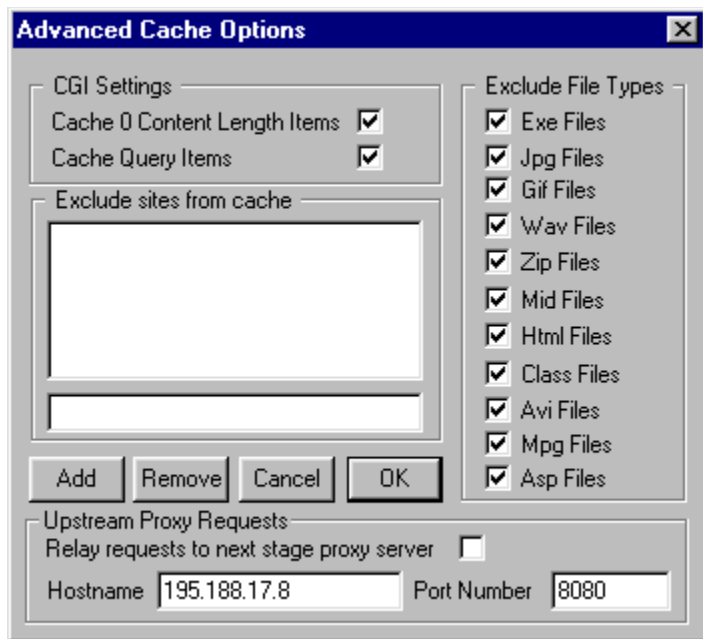 Advanced Cache Options
CGI Settings
Cache 0 Content Length Items
Cache Query Items
Exclude sites from cache
Add
Remove
Cancel
OK
Exclude File Types
Exe Files
Jpg Files
Gif Files
Wav Files
Zip Files
Mid Files
Html Files
Class Files
Avi Files
Mpg Files
Asp Files
Upstream Proxy Requests
Relay requests to next stage proxy server
Hostname 195.188.17.8 Port Number 8080